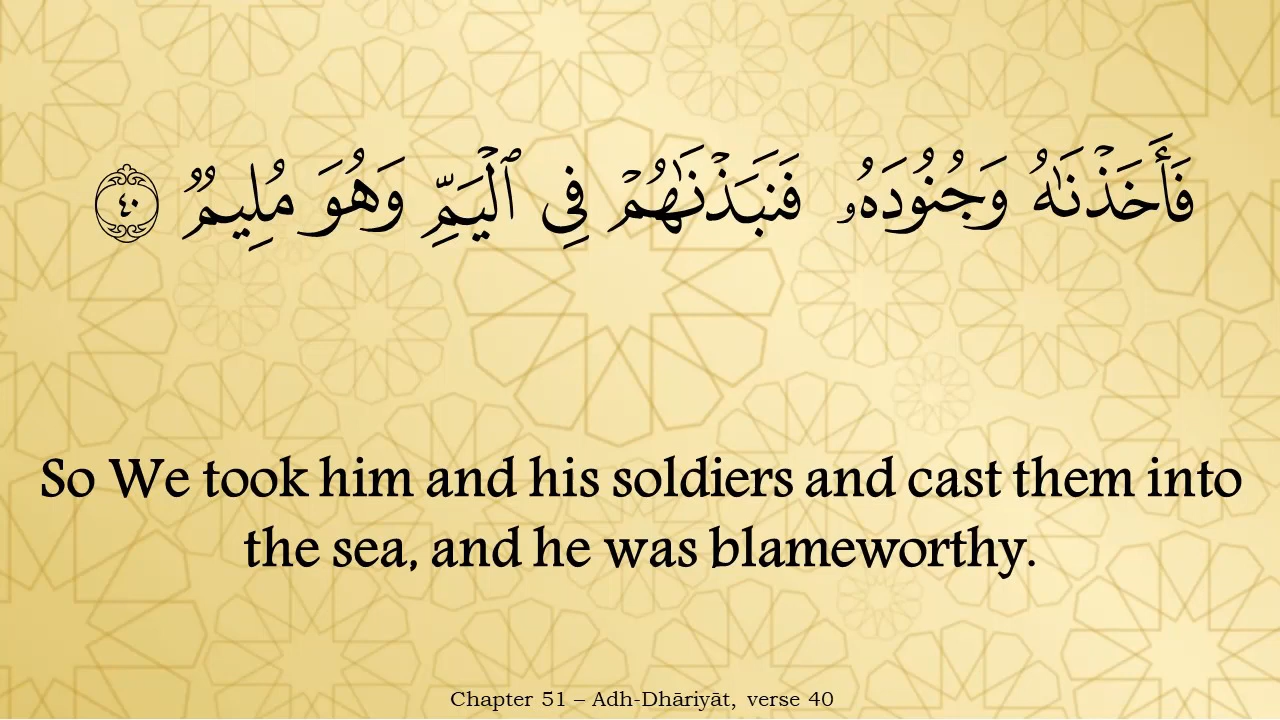 فَأَخَذْنَـٰهُ وَجُنُودَهُۥ فَنَبَذْنَـٰهُمْ فِى ٱلْيَمِّ وَهُوَ مُلِيمٌ ٤٠
So We took him and his soldiers and cast them into
the sea, and he was blameworthy.
Chapter 51 – Adh-Dhāriyāt, verse 40